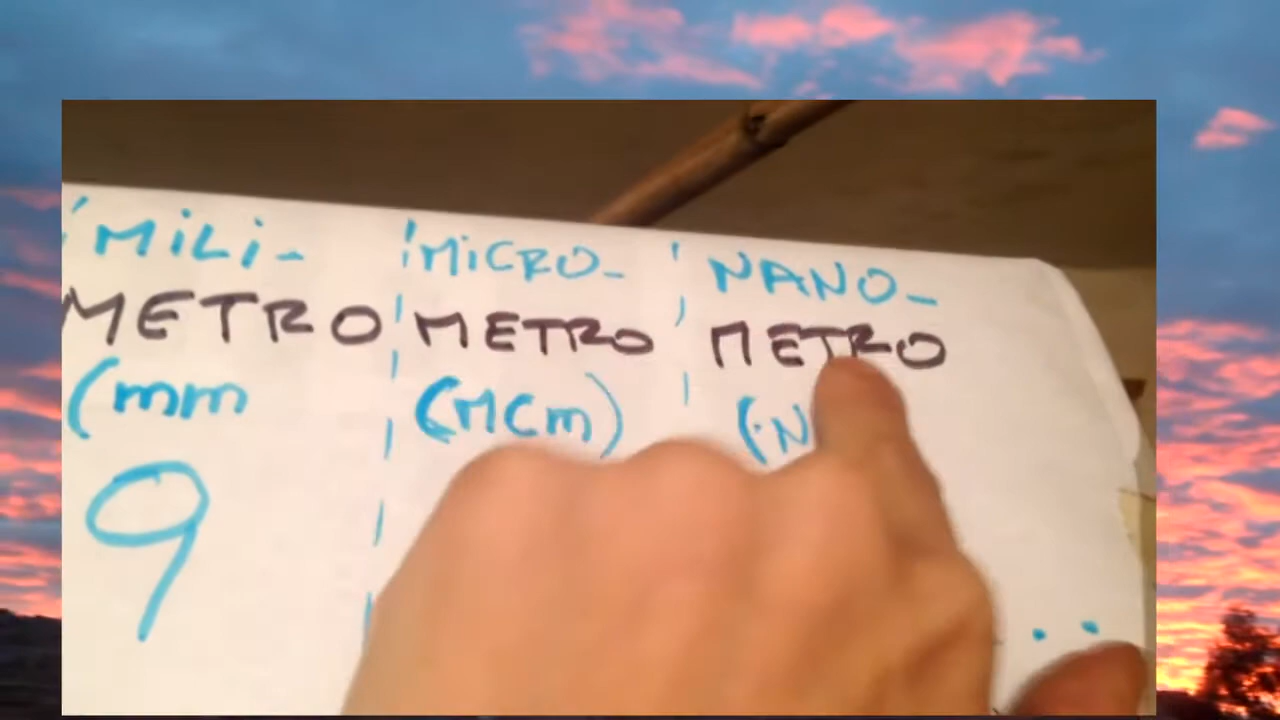 MiLi- MiCRO- NANO-
METRO METRO METRO
(mm (MCm) (N
9